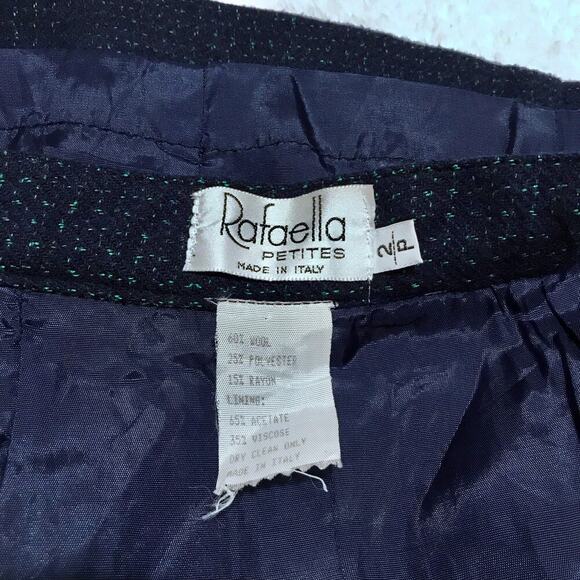 Rafaella
PETITES
MADE IN ITALY
2/P
60% WOOL
25% POLYESTER
15% RAYON
LINING:
65% ACETATE
35% VISCOSE
DRY CLEAN ONLY
MADE IN ITALY